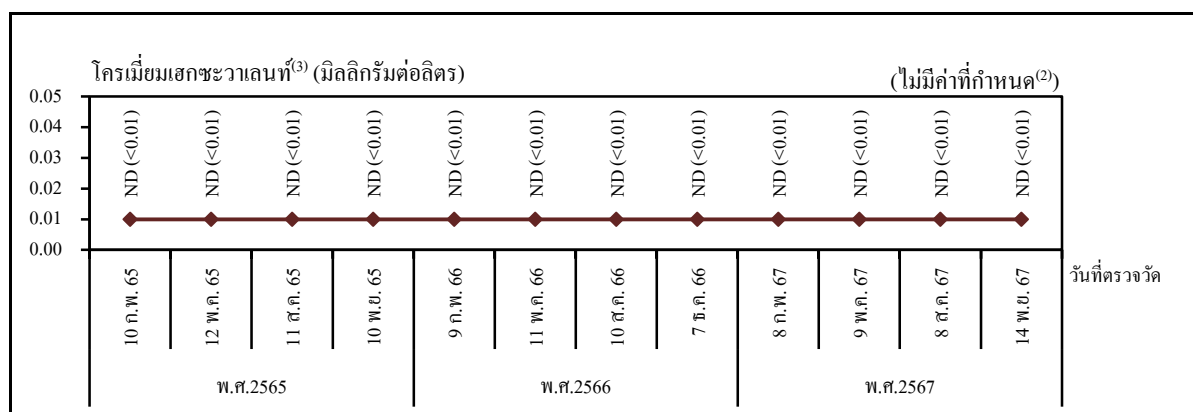 โครเมี่ยมเฮกซะวาเลนท์⁽³⁾ (มิลลิกรัมต่อลิตร)
(ไม่มีค่าที่กำหนด⁽²⁾)
0.05
0.04
0.03
0.02
0.01
0.00
ND (<0.01)
ND (<0.01)
ND (<0.01)
ND (<0.01)
ND (<0.01)
ND (<0.01)
ND (<0.01)
ND (<0.01)
ND (<0.01)
ND (<0.01)
ND (<0.01)
ND (<0.01)
10 ก.พ. 65
12 พ.ค. 65
11 ส.ค. 65
10 พ.ย. 65
9 ก.พ. 66
11 พ.ค. 66
10 ส.ค. 66
7 ธ.ค. 66
8 ก.พ. 67
9 พ.ค. 67
8 ส.ค. 67
14 พ.ย. 67
วันที่ตรวจวัด
พ.ศ.2565
พ.ศ.2566
พ.ศ.2567